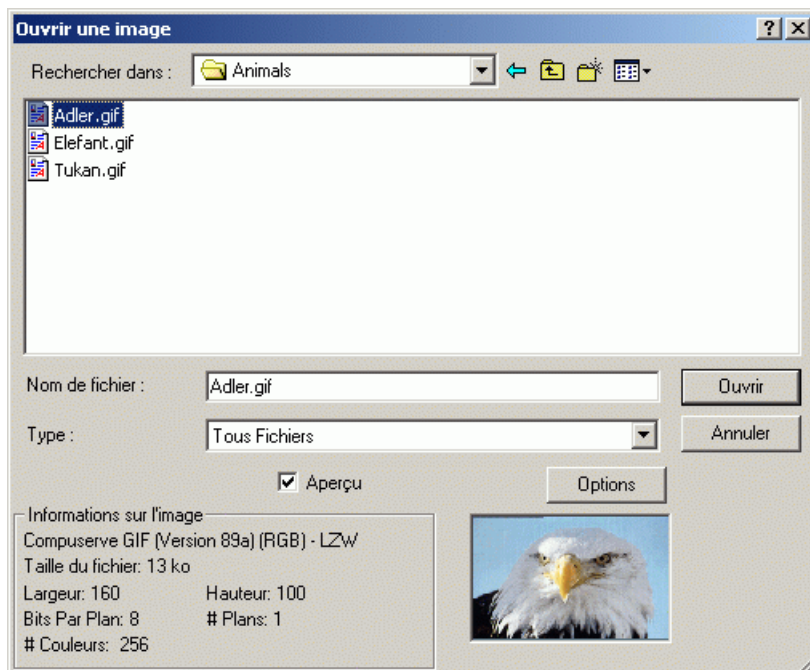 Ouvrir une image
Rechercher dans :
Animals
Adler.gif
Elefant.gif
Tukan.gif
Nom de fichier :
Adler.gif
Ouvrir
Type :
Tous Fichiers
Annuler
Aperçu
Options
Informations sur l'image
Compuserve GIF (Version 89a) (RGB) - LZW
Taille du fichier: 13 ko
Largeur: 160 Hauteur: 100
Bits Par Plan: 8 # Plans: 1
# Couleurs: 256